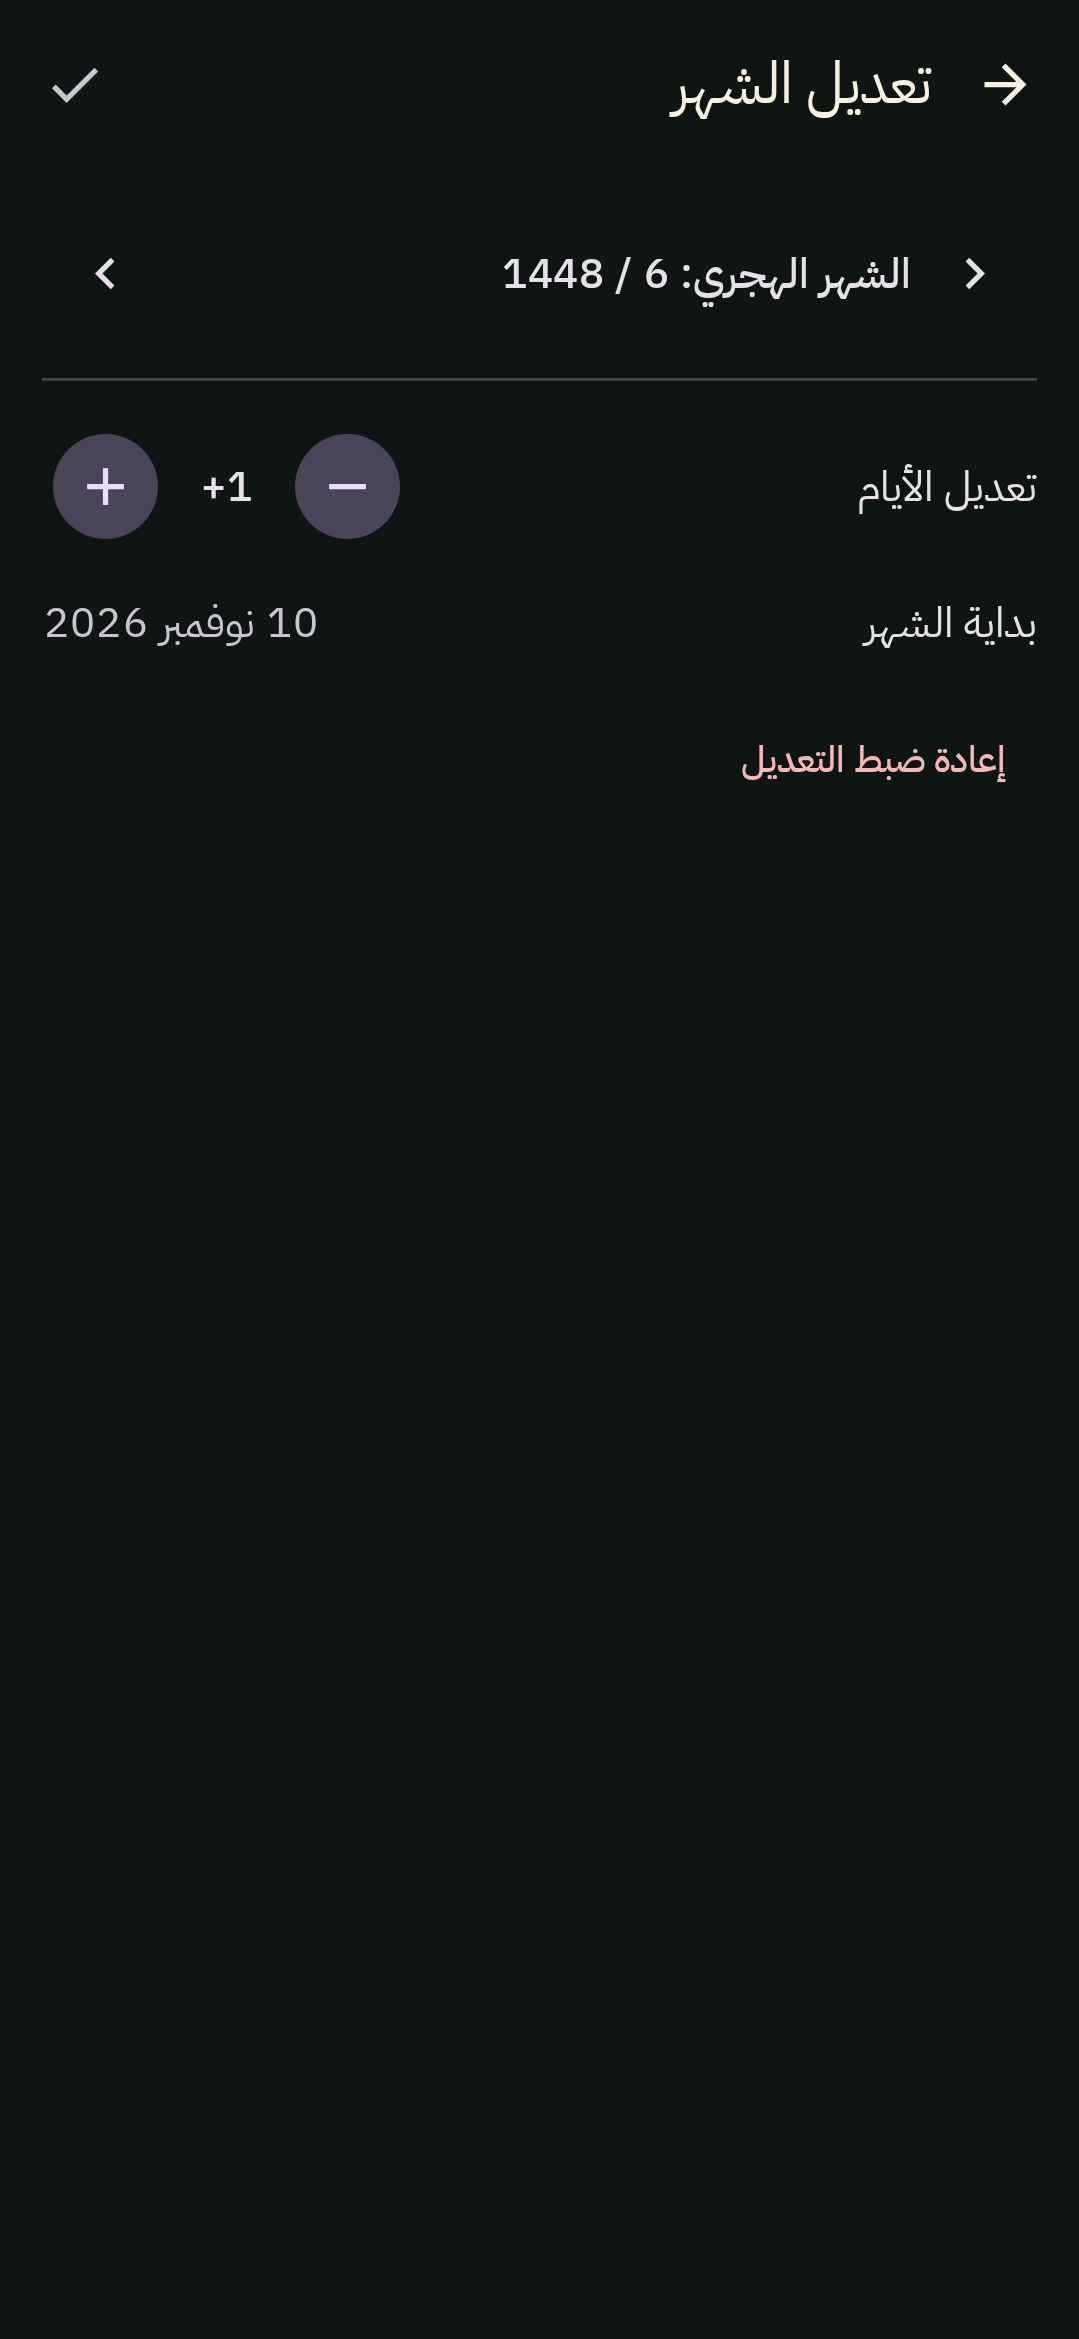 تعديل الشهر
الشهر الهجري: 6 / 1448
تعديل الأيام +1
بداية الشهر 10 نوفمبر 2026
إعادة ضبط التعديل